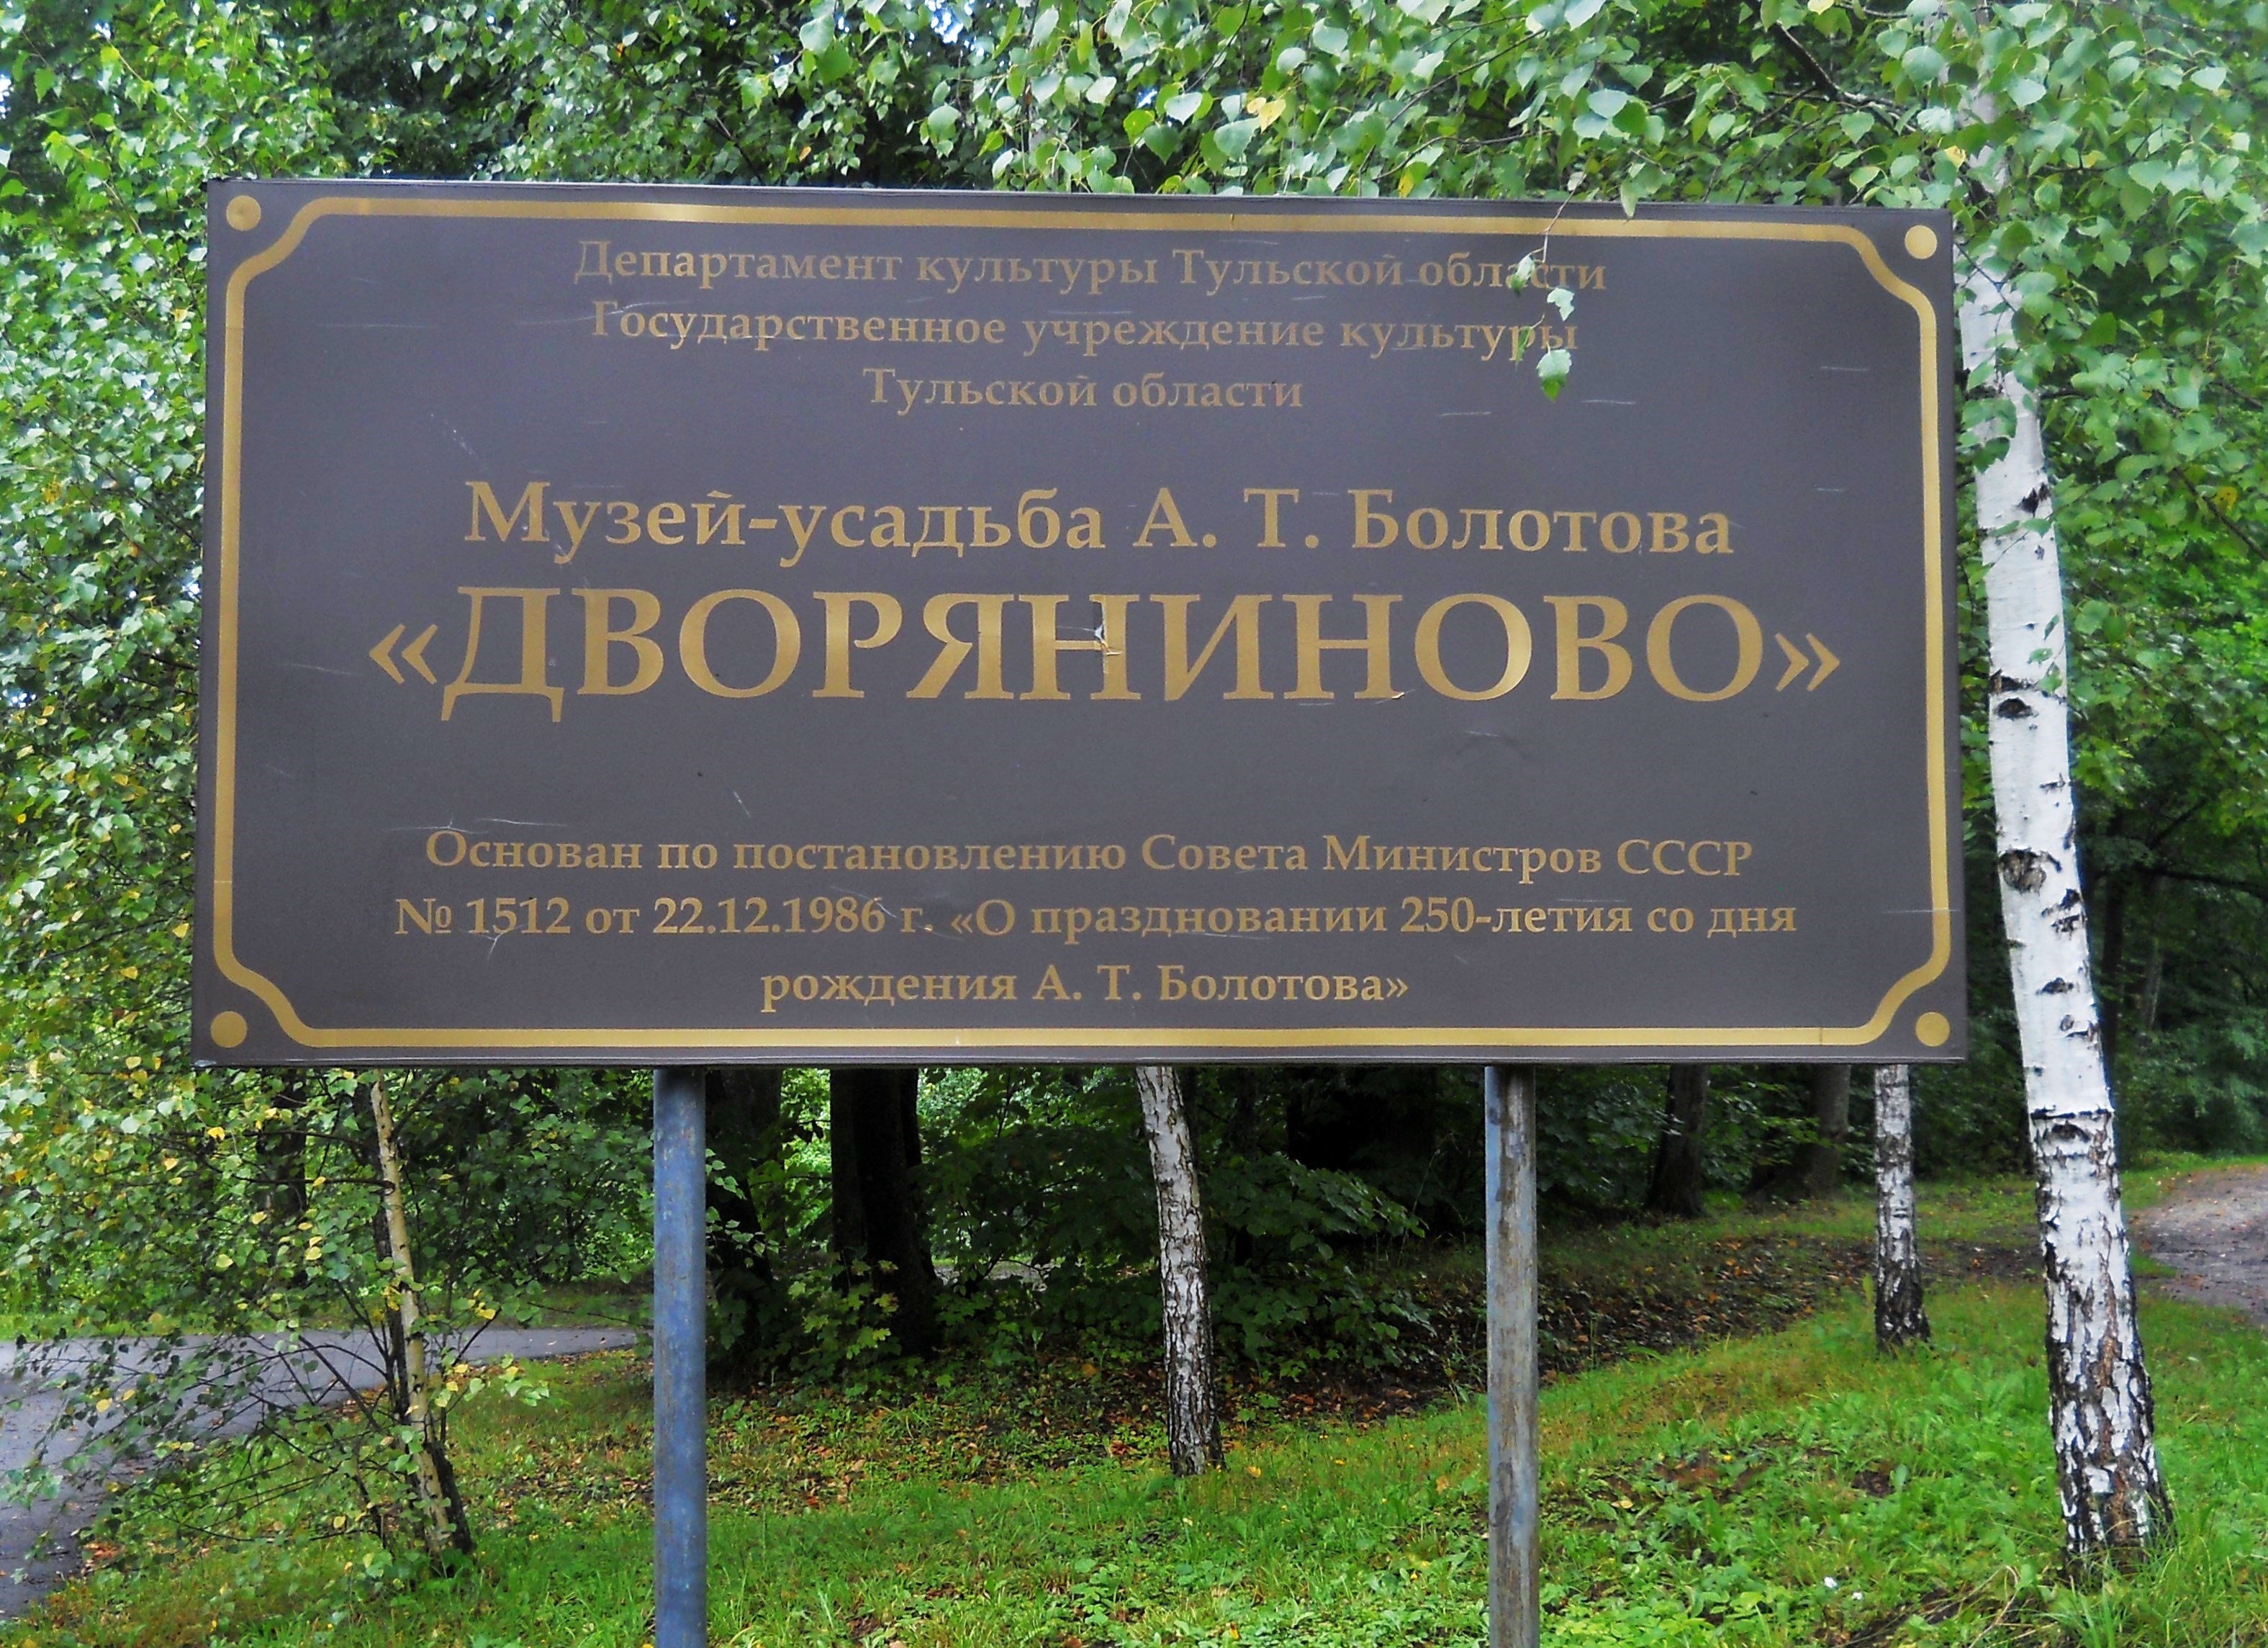 Департамент культуры Тульской области
Государственное учреждение культуры
Тульской области
Музей-усадьба А. Т. Болотова
«ДВОРЯНИНОВО»
Основан по постановлению Совета Министров СССР
№ 1512 от 22.12.1986 г. «О праздновании 250-летия со дня
рождения А. Т. Болотова»